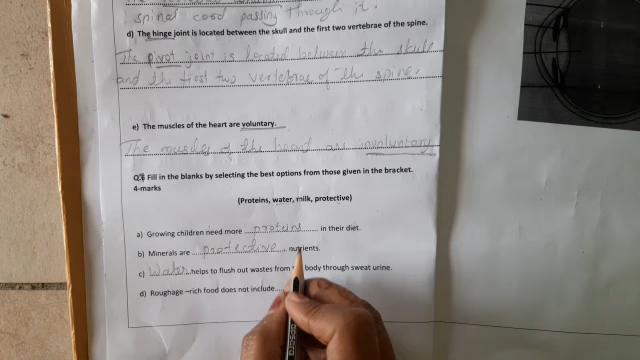 spinal cord passing through it.
d) The hinge joint is located between the skull and the first two vertebrae of the spine.
The pivot joint is located between the skull
and the first two vertebrae of the spine.
e) The muscles of the heart are voluntary.
The muscles of the heart are involuntary
Fill in the blanks by selecting the best options from those given in the bracket.
4-marks
(Proteins, water, milk, protective)
a) Growing children need more proteins in their diet.
b) Minerals are protective nutrients.
c) Water helps to flush out wastes from body through sweat urine.
d) Roughage –rich food does not include